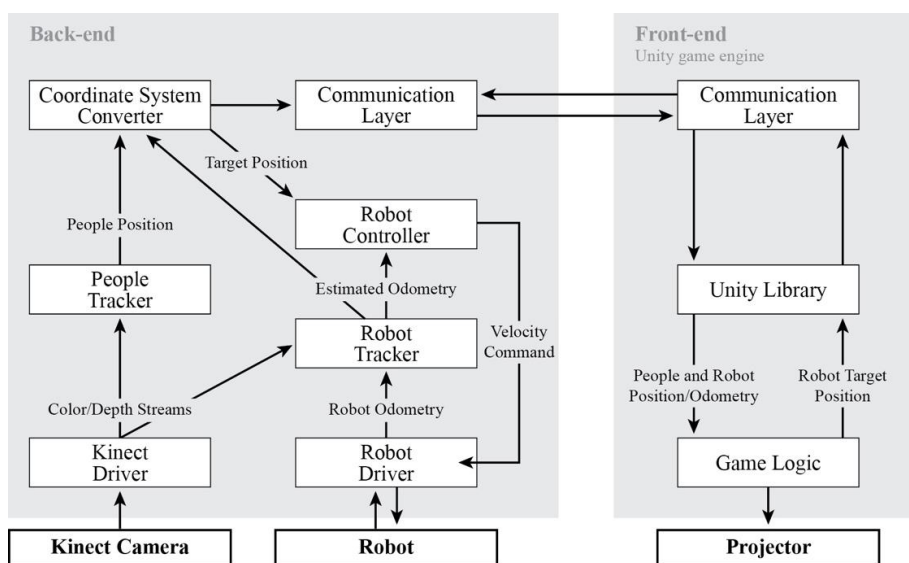 Back-end
Front-end
Unity game engine
Coordinate System
Converter
Communication
Layer
Communication
Layer
Target Position
People Position
Robot
Controller
People
Tracker
Unity Library
Estimated Odometry
Robot
Tracker
Velocity
Command
People and Robot
Position/Odometry
Robot Target
Position
Color/Depth Streams
Robot Odometry
Kinect
Driver
Robot
Driver
Game Logic
Kinect Camera
Robot
Projector